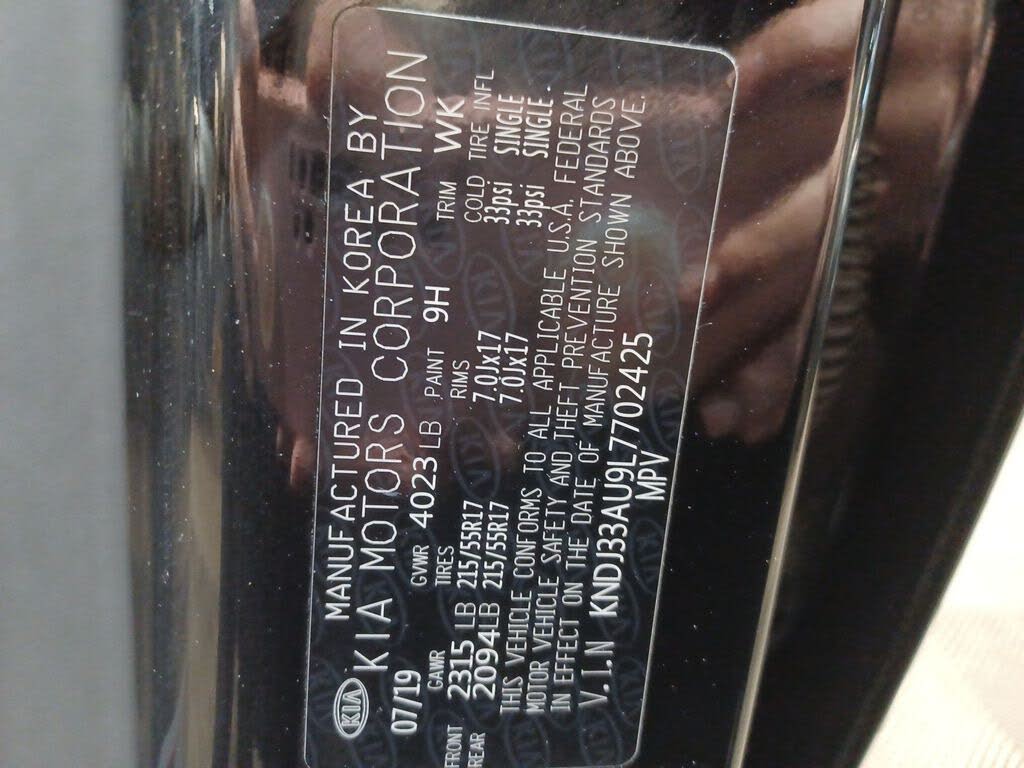 KIA MANUFACTURED IN KOREA BY
KIA MOTORS CORPORATION
07/19 GVWR 4023 LB PAINT 9H TRIM WK
GAWR TIRES RIMS COLD TIRE INFL
FRONT 2315 LB 215/55R17 7.0Jx17 33psi SINGLE
REAR 2094LB 215/55R17 7.0Jx17 33psi SINGLE.
THIS VEHICLE CONFORMS TO ALL APPLICABLE U.S.A. FEDERAL
MOTOR VEHICLE SAFETY AND THEFT PREVENTION STANDARDS
IN EFFECT ON THE DATE OF MANUFACTURE SHOWN ABOVE.
V.I.N KNDJ33AU9L7702425
MPV